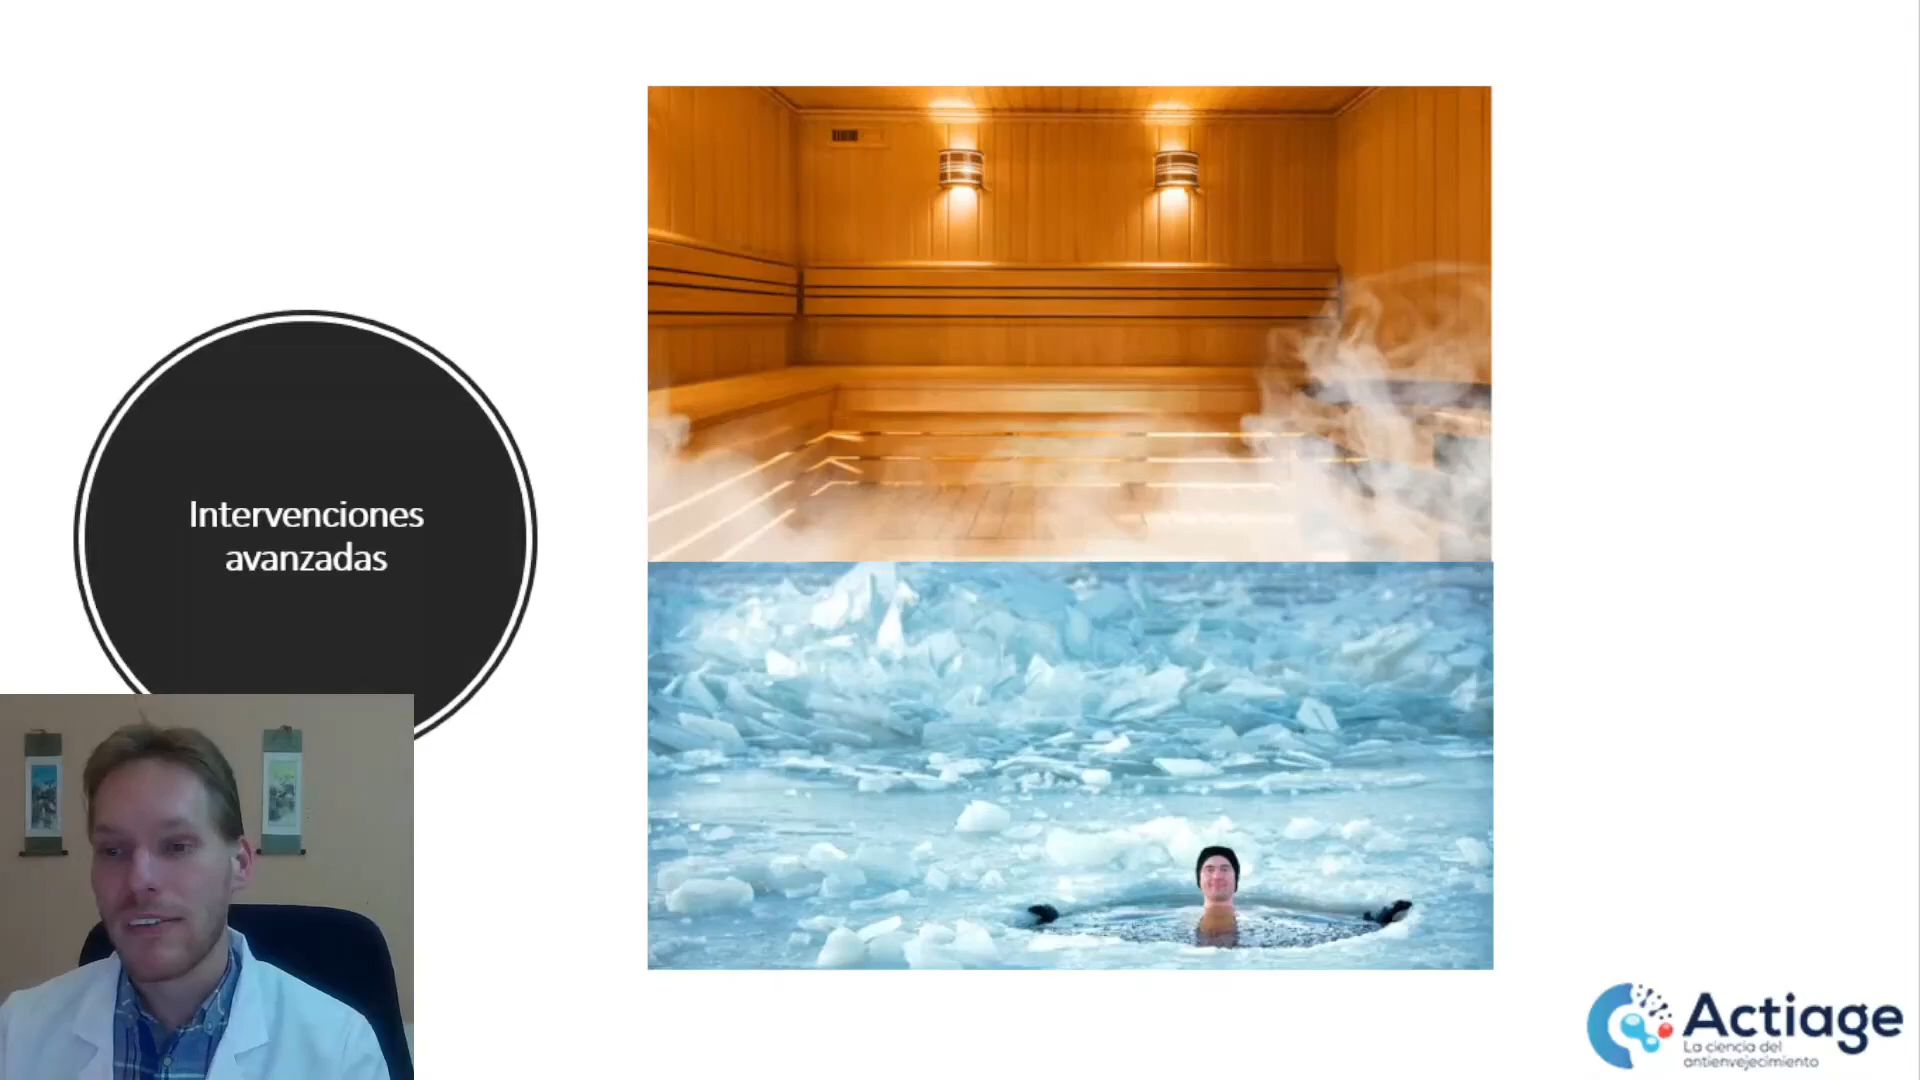 Intervenciones
avanzadas
Actiage
La ciencia del
antienvejecimiento